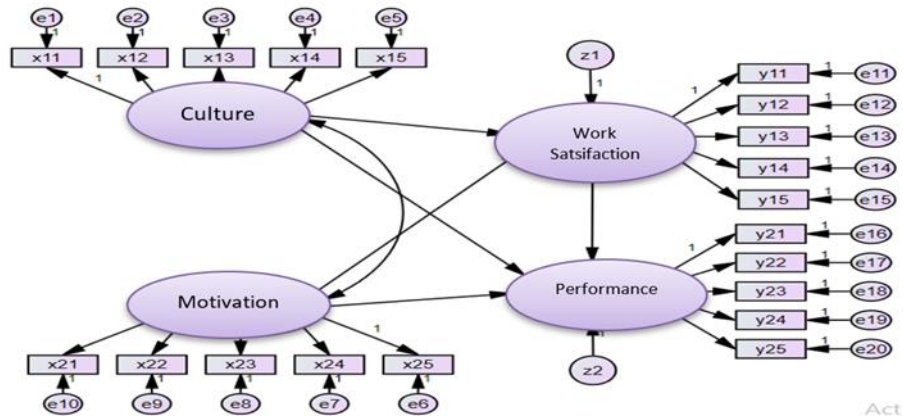 e1 e2 e3 e4 e5
1 1 1 1 1
x11 x12 x13 x14 x15
1
Culture
z1
1
Work
Satsifaction
1
y11 1 e11
y12 1 e12
y13 1 e13
y14 1 e14
y15 1 e15
Motivation
Performance
1
y21 1 e16
y22 1 e17
y23 1 e18
y24 1 e19
y25 1 e20
1
x21 x22 x23 x24 x25
1 1 1 1 1
e10 e9 e8 e7 e6
1
z2
Act